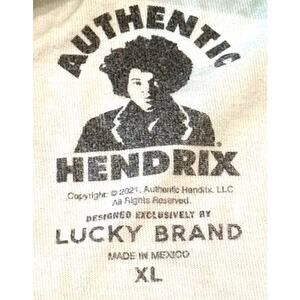 AUTHENTIC
HENDRIX
Copyright © 2021, Authentic Hendrix, LLC
All Rights Reserved.
DESIGNED EXCLUSIVELY BY
LUCKY BRAND
MADE IN MEXICO
XL